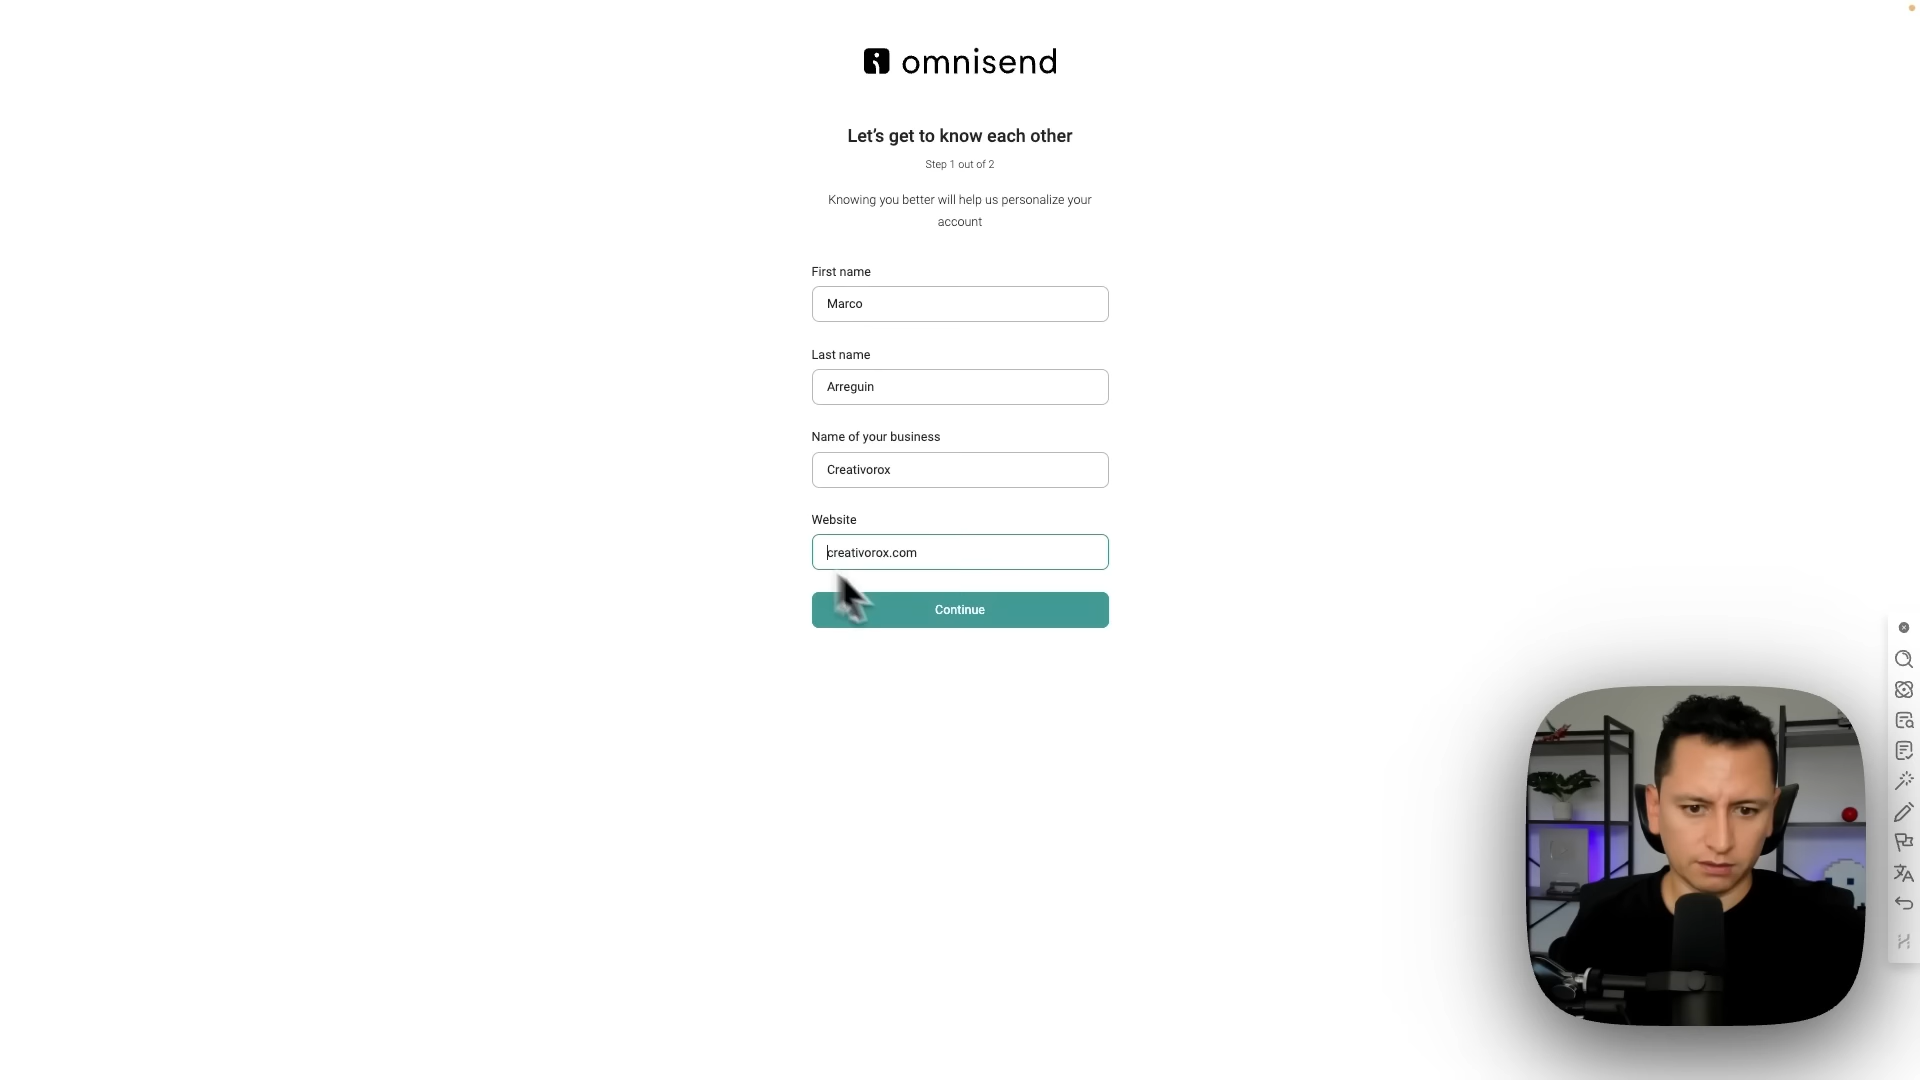 omnisend
Let's get to know each other
Step 1 out of 2
Knowing you better will help us personalize your
account
First name
Marco
Last name
Arreguin
Name of your business
Creativorox
Website
creativorox.com
Continue